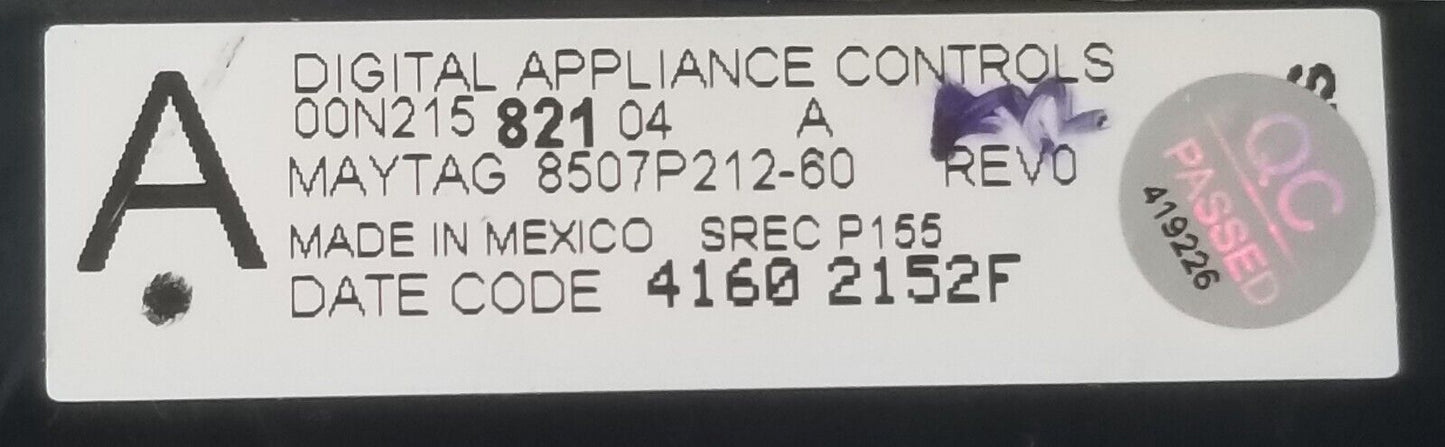 A
DIGITAL APPLIANCE CONTROLS
00N215 821 04 A
MAYTAG 8507P212-60 REV0
MADE IN MEXICO SREC P155
DATE CODE 4160 2152F
QC
PASSED
419226